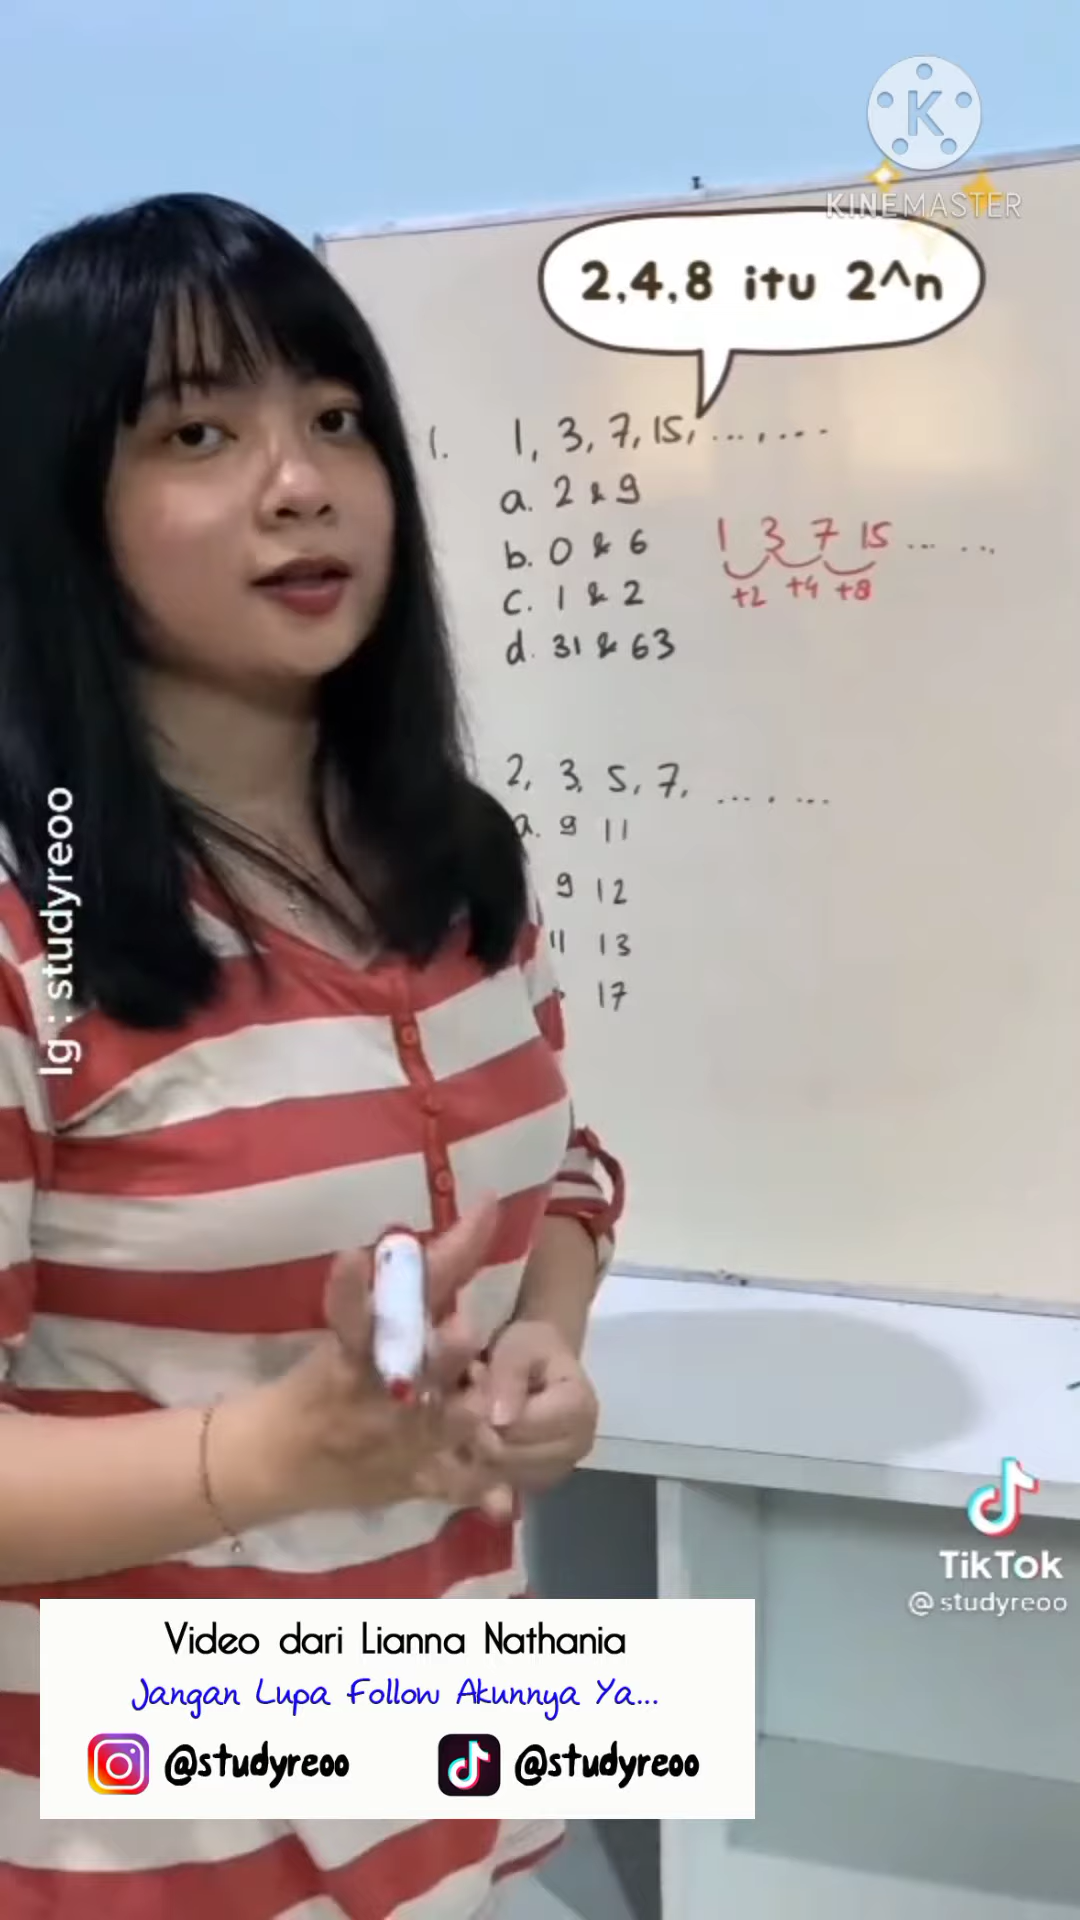 KINEMASTER
2,4,8 itu 2^n
1. 1, 3, 7, 15, ...., ....
a. 2 & 9
b. 0 & 6
c. 1 & 2
d. 31 & 63
1 3 7 15 ... ...
+2 +4 +8
2, 3, 5, 7, .... . ...
a. 9 11
9 12
11 13
17
Ig : studyreoo
TikTok
@studyreoo
Video dari Lianna Nathania
Jangan Lupa Follow Akunnya Ya...
@studyreoo @studyreoo